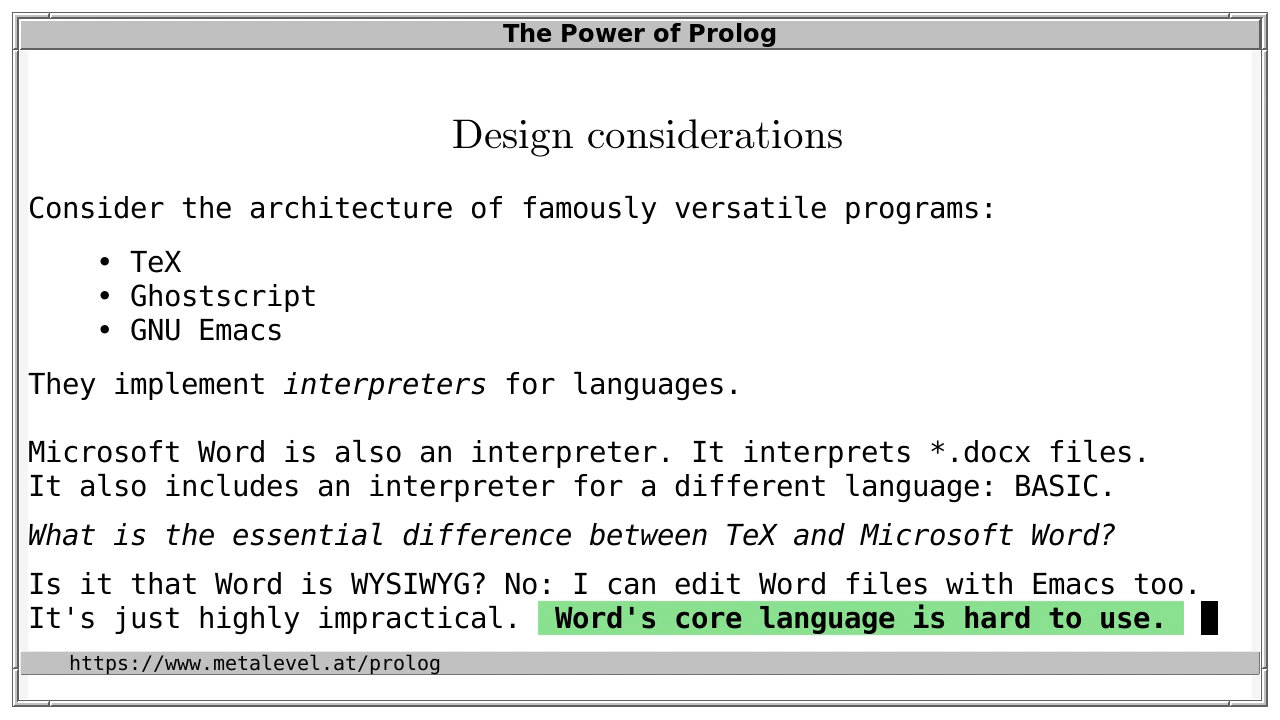 The Power of Prolog
Design considerations
Consider the architecture of famously versatile programs:
• TeX
• Ghostscript
• GNU Emacs
They implement interpreters for languages.
Microsoft Word is also an interpreter. It interprets *.docx files.
It also includes an interpreter for a different language: BASIC.
What is the essential difference between TeX and Microsoft Word?
Is it that Word is WYSIWYG? No: I can edit Word files with Emacs too.
It's just highly impractical. Word's core language is hard to use.
https://www.metalevel.at/prolog